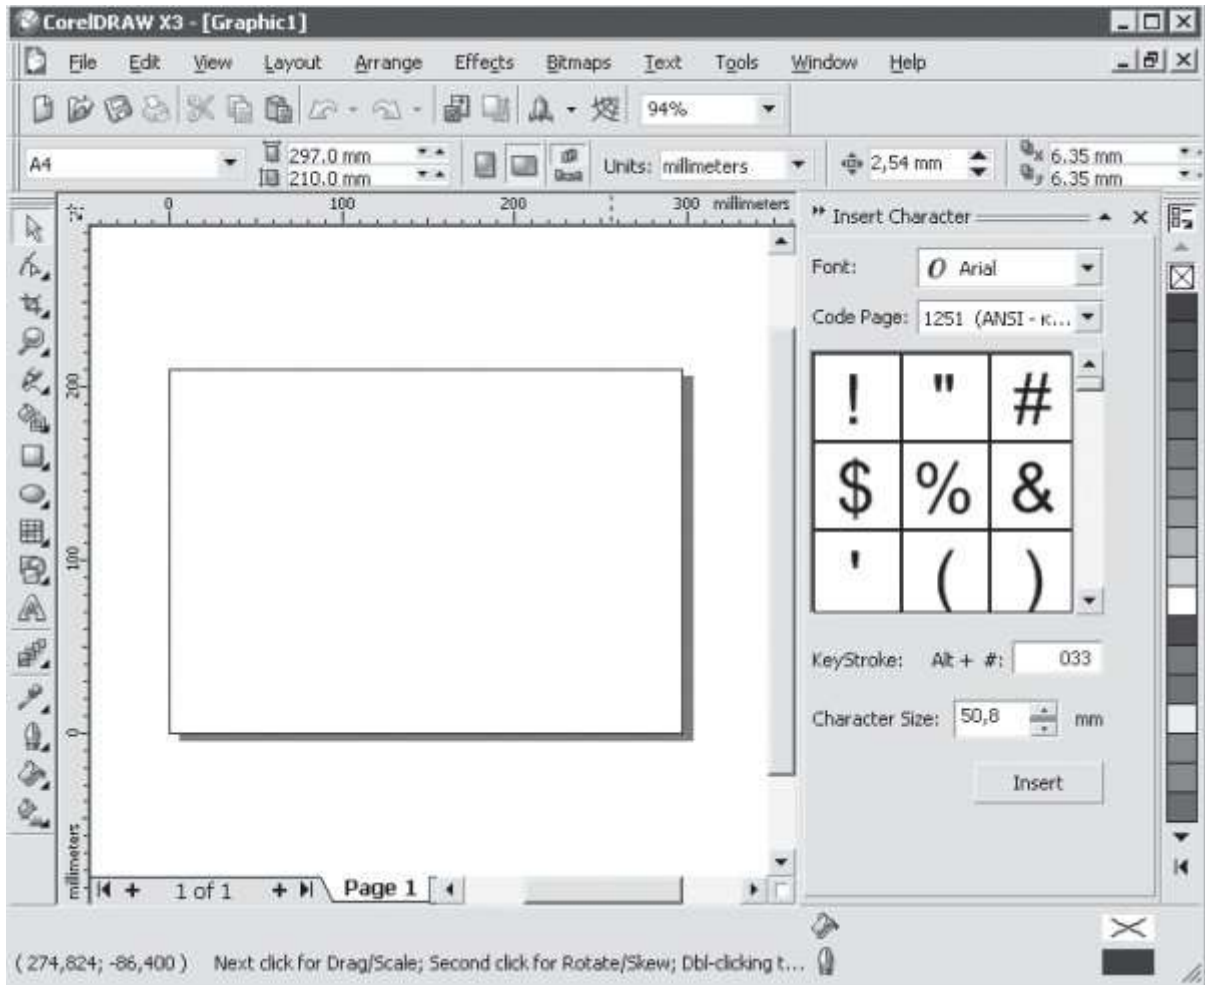 CorelDRAW X3 - [Graphic1]
File Edit View Layout Arrange Effects Bitmaps Text Tools Window Help
94%
A4
297.0 mm
210.0 mm
Units: millimeters
2,54 mm
x 6.35 mm
y 6.35 mm
0 100 200 300 millimeters
200
100
0
millimeters
Insert Character
Font: O Arial
Code Page: 1251 (ANSI - к...
! " #
$ % &
' ( )
KeyStroke: Alt + #: 033
Character Size: 50,8 mm
Insert
1 of 1 Page 1
( 274,824; -86,400 ) Next click for Drag/Scale; Second click for Rotate/Skew; Dbl-clicking t...